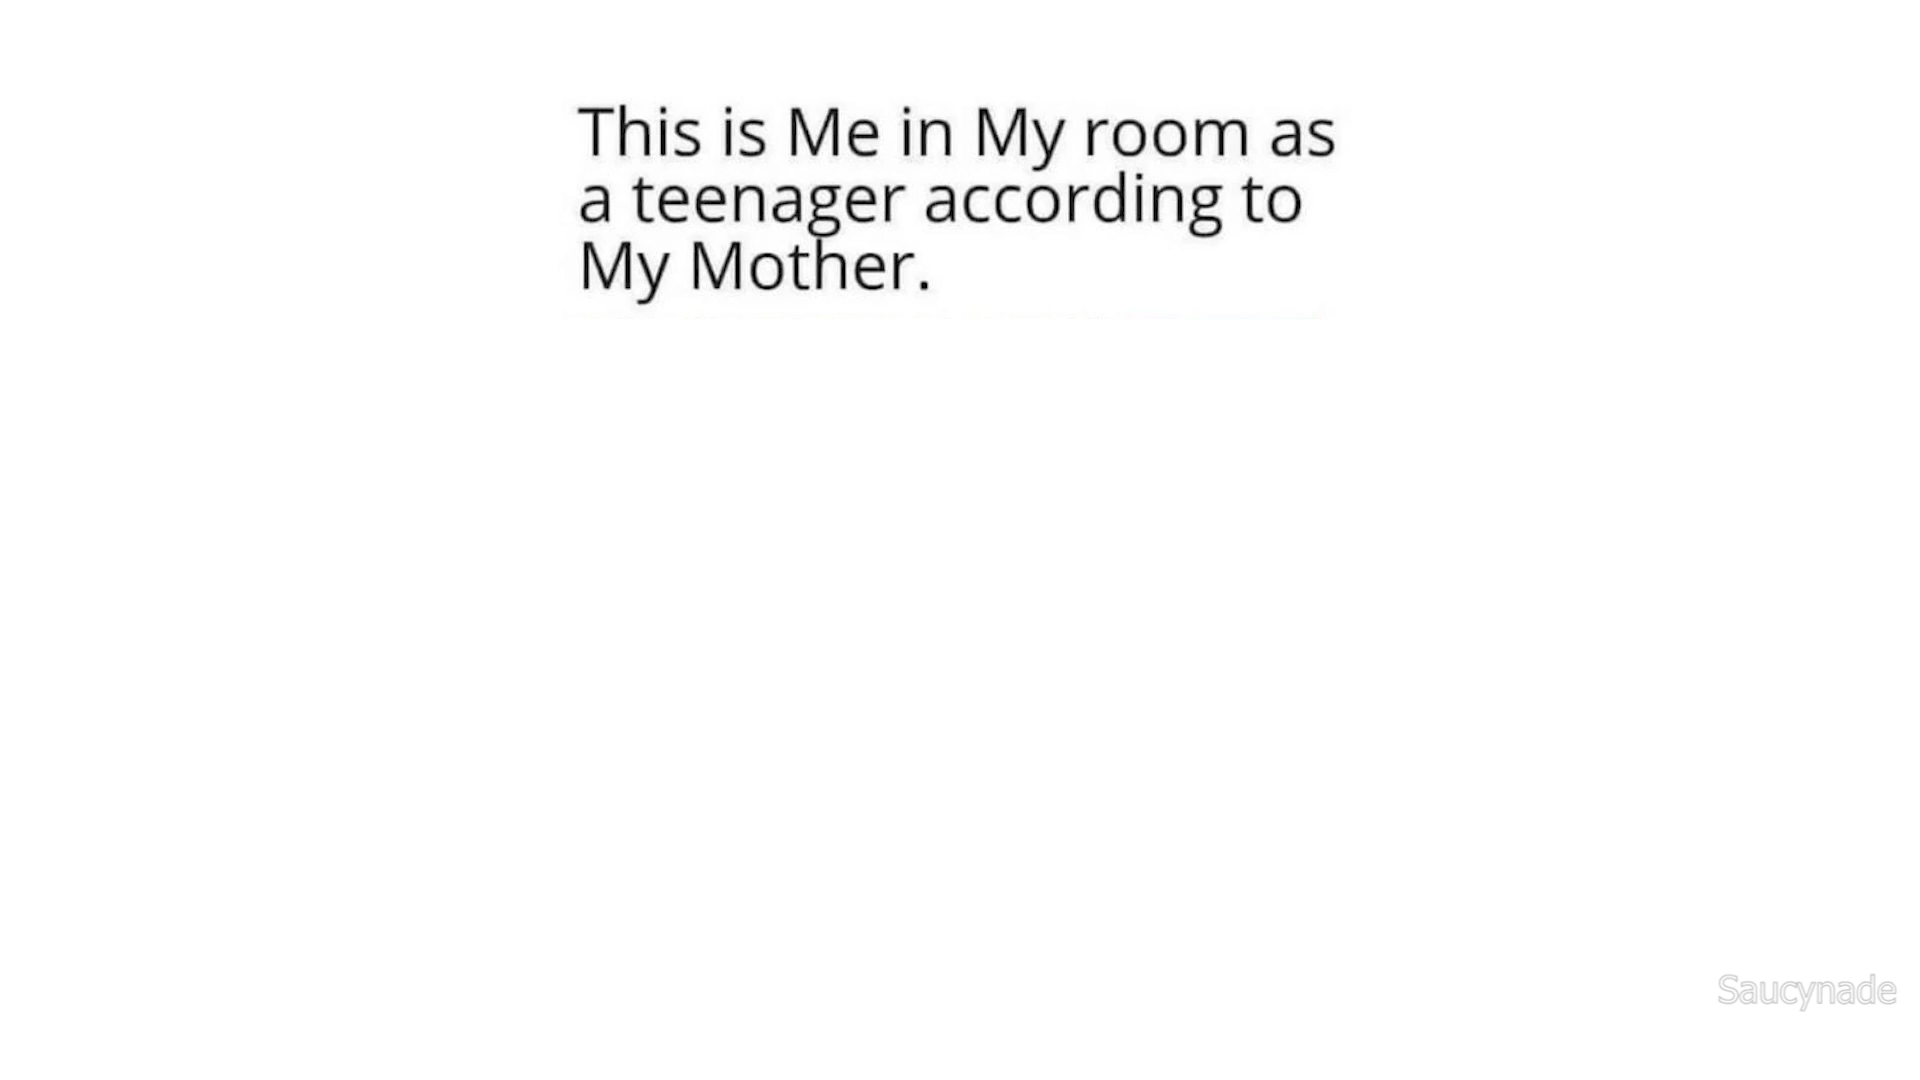 This is Me in My room as
a teenager according to
My Mother.
Saucynade